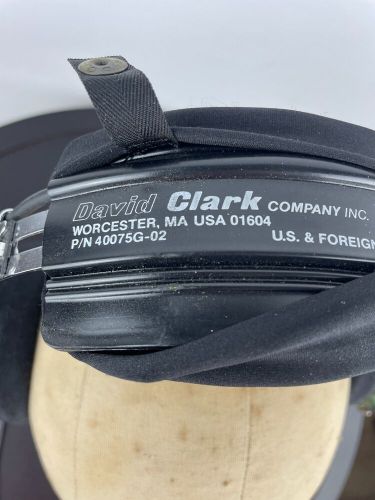 David Clark COMPANY INC.
WORCESTER, MA USA 01604
P/N 40075G-02 U.S. & FOREIGN